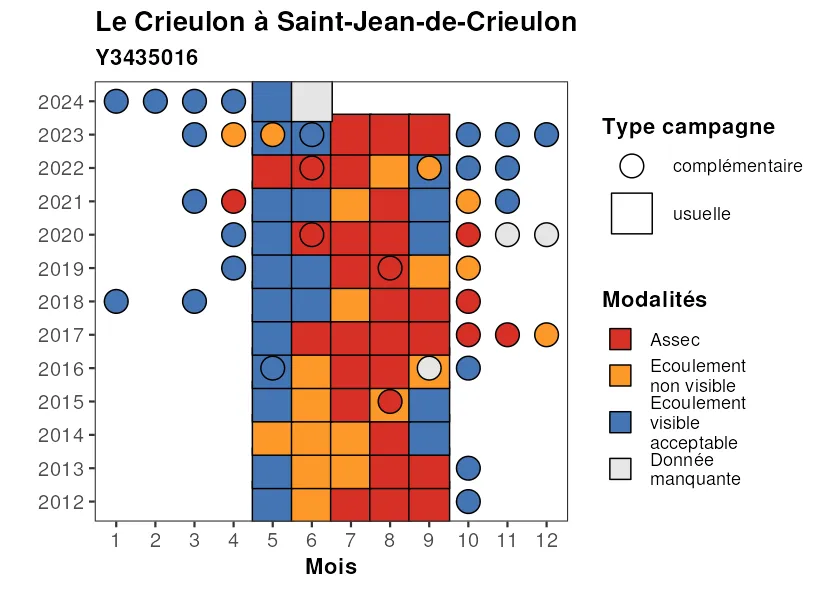 Le Crieulon à Saint-Jean-de-Crieulon
Y3435016
2024
2023
2022
2021
2020
2019
2018
2017
2016
2015
2014
2013
2012
1 2 3 4 5 6 7 8 9 10 11 12
Mois
Type campagne
complémentaire
usuelle
Modalités
Assec
Ecoulement
non visible
Ecoulement
visible
acceptable
Donnée
manquante